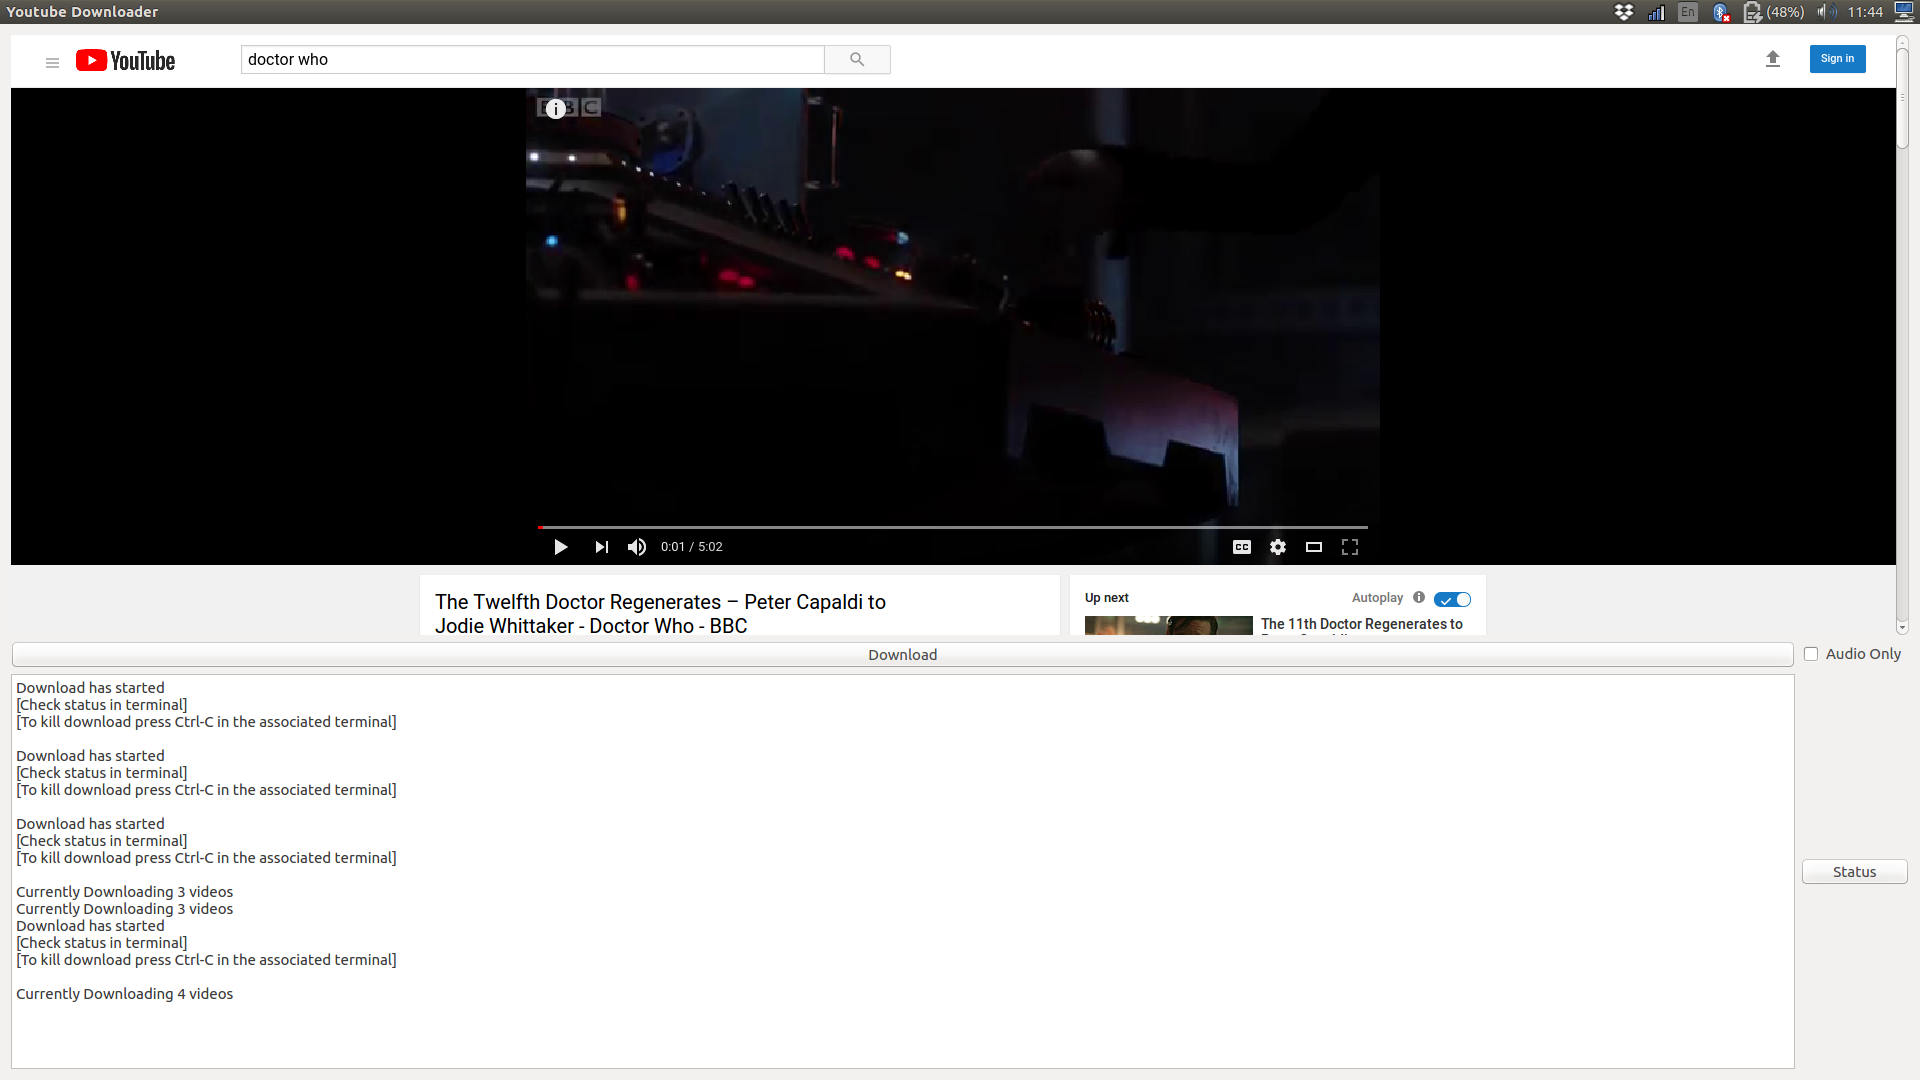 Youtube Downloader
En
(48%)
11:44
YouTube
doctor who
Sign in
BBC
0:01 / 5:02
CC
The Twelfth Doctor Regenerates – Peter Capaldi to
Jodie Whittaker - Doctor Who - BBC
Up next
Autoplay
The 11th Doctor Regenerates to
Download
Audio Only
Download has started
[Check status in terminal]
[To kill download press Ctrl-C in the associated terminal]
Download has started
[Check status in terminal]
[To kill download press Ctrl-C in the associated terminal]
Download has started
[Check status in terminal]
[To kill download press Ctrl-C in the associated terminal]
Currently Downloading 3 videos
Currently Downloading 3 videos
Download has started
[Check status in terminal]
[To kill download press Ctrl-C in the associated terminal]
Currently Downloading 4 videos
Status